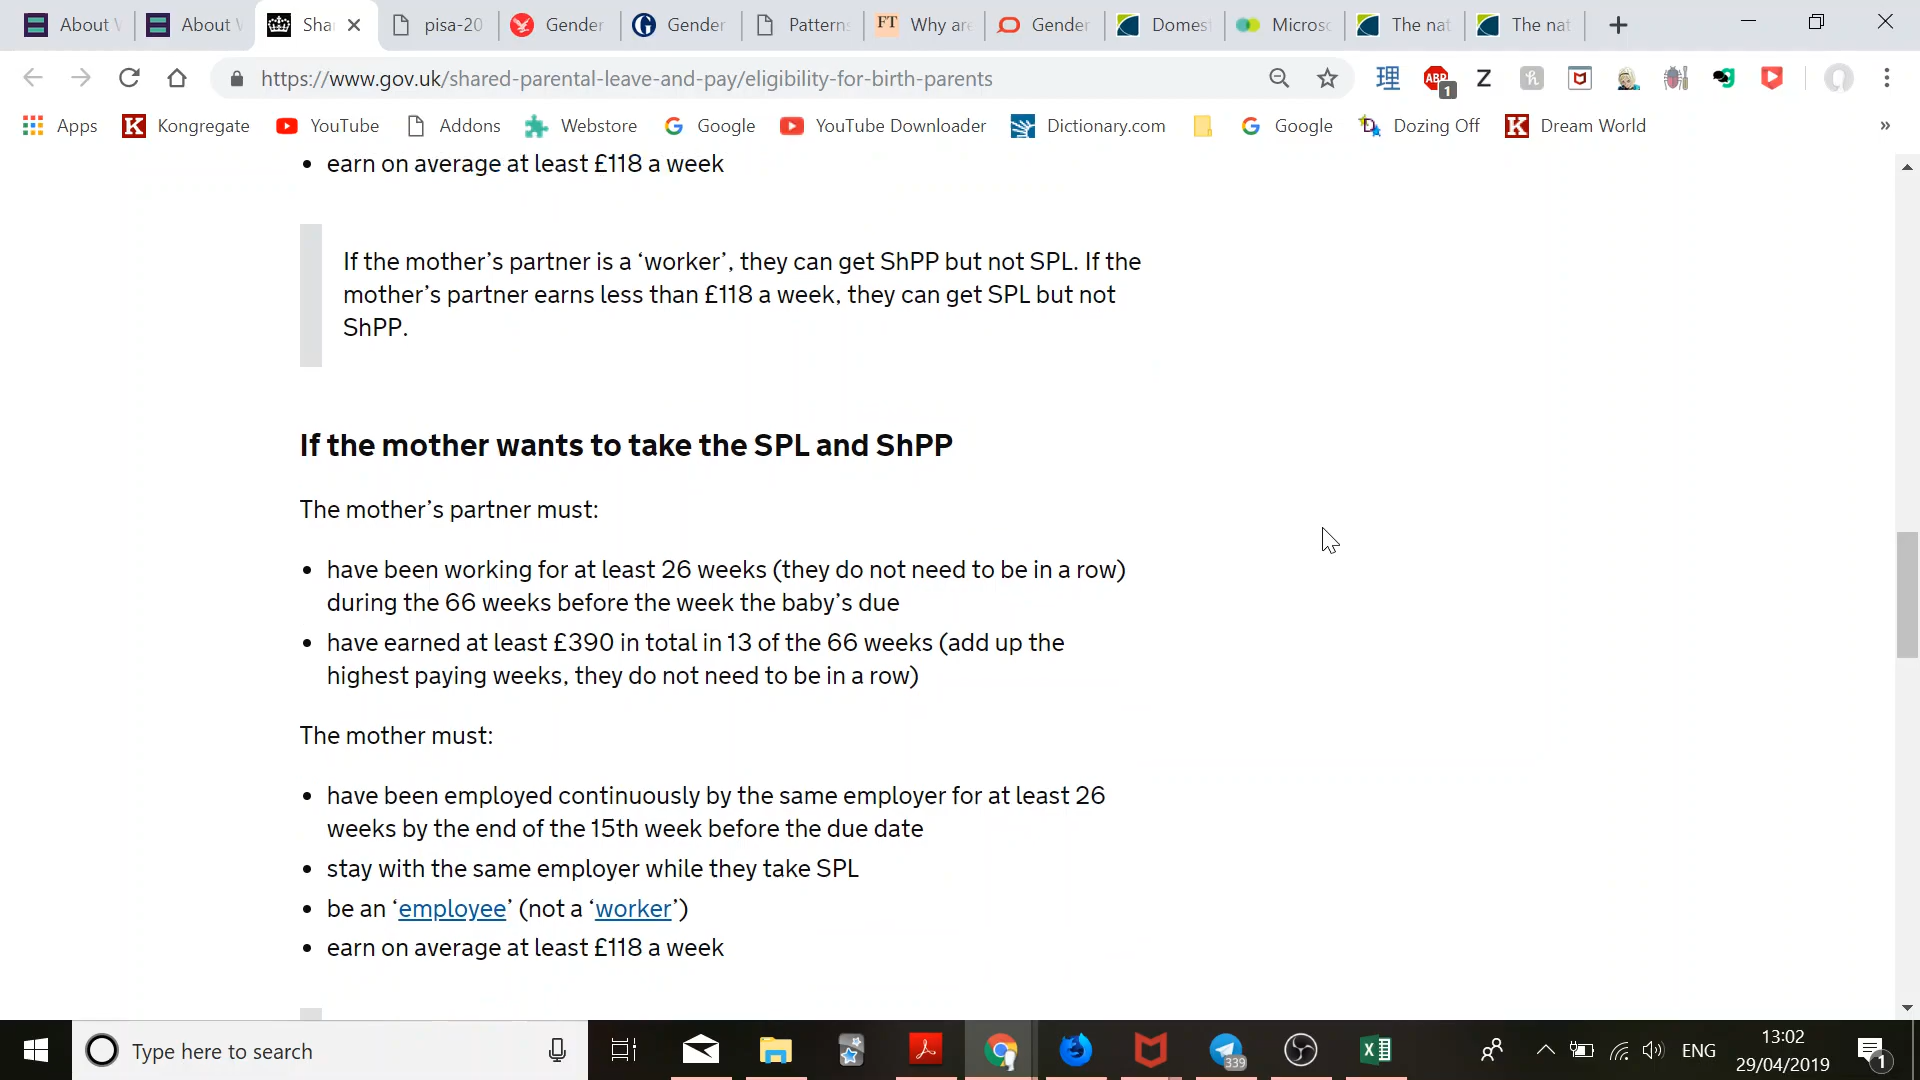 About V
About V
Sha
pisa-20
Gender
Gender
Patterns
FT Why are
Gender
Domest
Microso
The nat
The nat
https://www.gov.uk/shared-parental-leave-and-pay/eligibility-for-birth-parents
理
ABP
1
Z
Apps
Kongregate
YouTube
Addons
Webstore
Google
YouTube Downloader
Dictionary.com
Google
Dozing Off
Dream World
»
• earn on average at least £118 a week
If the mother’s partner is a ‘worker’, they can get ShPP but not SPL. If the
mother’s partner earns less than £118 a week, they can get SPL but not
ShPP.
If the mother wants to take the SPL and ShPP
The mother’s partner must:
• have been working for at least 26 weeks (they do not need to be in a row)
during the 66 weeks before the week the baby’s due
• have earned at least £390 in total in 13 of the 66 weeks (add up the
highest paying weeks, they do not need to be in a row)
The mother must:
• have been employed continuously by the same employer for at least 26
weeks by the end of the 15th week before the due date
• stay with the same employer while they take SPL
• be an ‘employee’ (not a ‘worker’)
• earn on average at least £118 a week
Type here to search
339
ENG
13:02
29/04/2019
1